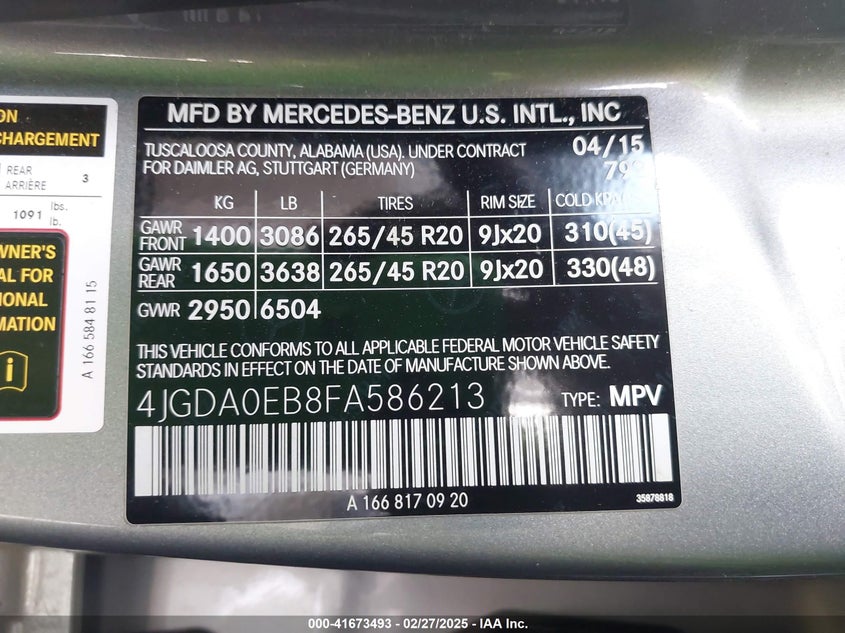 ON
CHARGEMENT
REAR
ARRIÈRE
3
1091 lbs.
lb.
OWNER'S
AL FOR
IONAL
MATION
A 166 584 81 15
MFD BY MERCEDES-BENZ U.S. INTL., INC
TUSCALOOSA COUNTY, ALABAMA (USA). UNDER CONTRACT 04/15
FOR DAIMLER AG, STUTTGART (GERMANY)
KG LB TIRES RIM SIZE COLD
GAWR FRONT 1400 3086 265/45 R20 9Jx20 310(45)
GAWR REAR 1650 3638 265/45 R20 9Jx20 330(48)
GVWR 2950 6504
THIS VEHICLE CONFORMS TO ALL APPLICABLE FEDERAL MOTOR VEHICLE SAFETY
STANDARDS IN EFFECT ON THE DATE OF MANUFACTURE SHOWN ABOVE.
4JGDA0EB8FA586213 TYPE: MPV
A 166 817 09 20
35878818
000-41673493 / 02/27/2025 - IAA Inc.